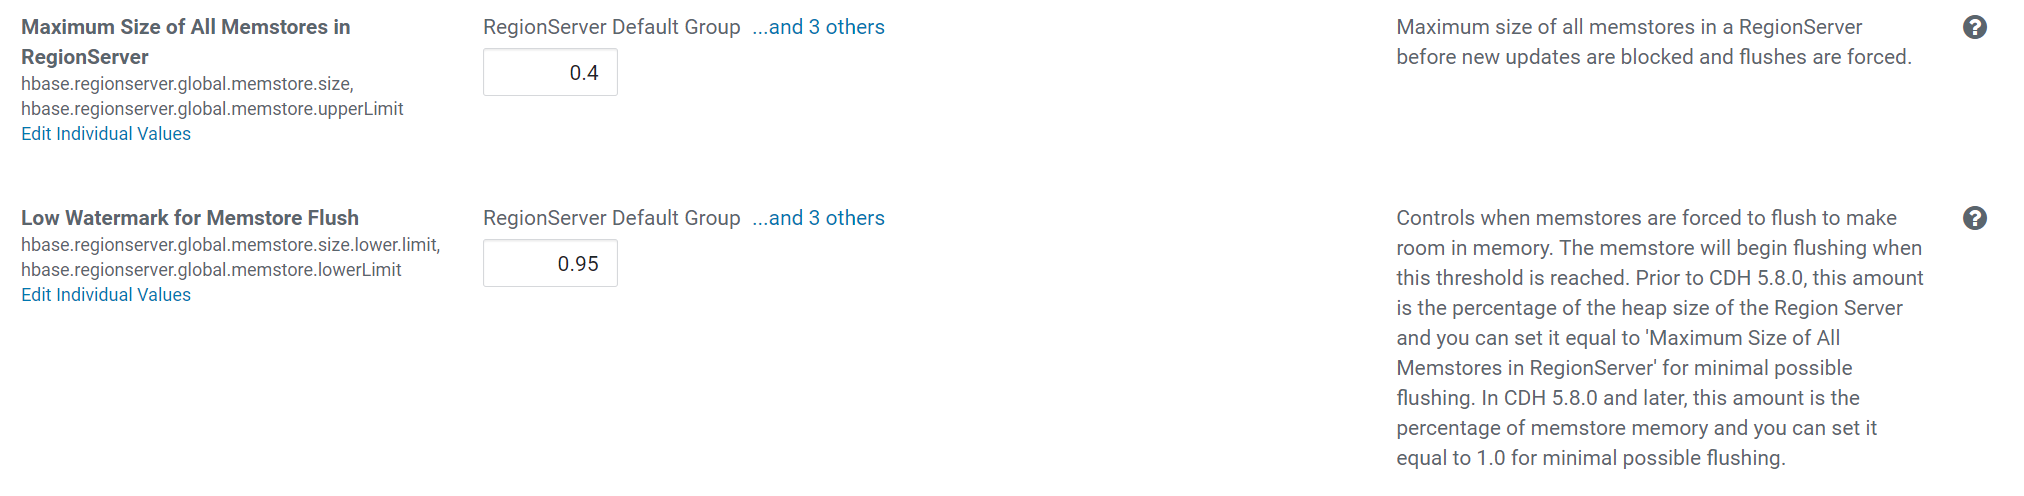 Maximum Size of All Memstores in
RegionServer
hbase.regionserver.global.memstore.size,
hbase.regionserver.global.memstore.upperLimit
Edit Individual Values
RegionServer Default Group ...and 3 others
0.4
Maximum size of all memstores in a RegionServer
before new updates are blocked and flushes are forced.
?
Low Watermark for Memstore Flush
hbase.regionserver.global.memstore.size.lower.limit,
hbase.regionserver.global.memstore.lowerLimit
Edit Individual Values
RegionServer Default Group ...and 3 others
0.95
Controls when memstores are forced to flush to make
room in memory. The memstore will begin flushing when
this threshold is reached. Prior to CDH 5.8.0, this amount
is the percentage of the heap size of the Region Server
and you can set it equal to 'Maximum Size of All
Memstores in RegionServer' for minimal possible
flushing. In CDH 5.8.0 and later, this amount is the
percentage of memstore memory and you can set it
equal to 1.0 for minimal possible flushing.
?